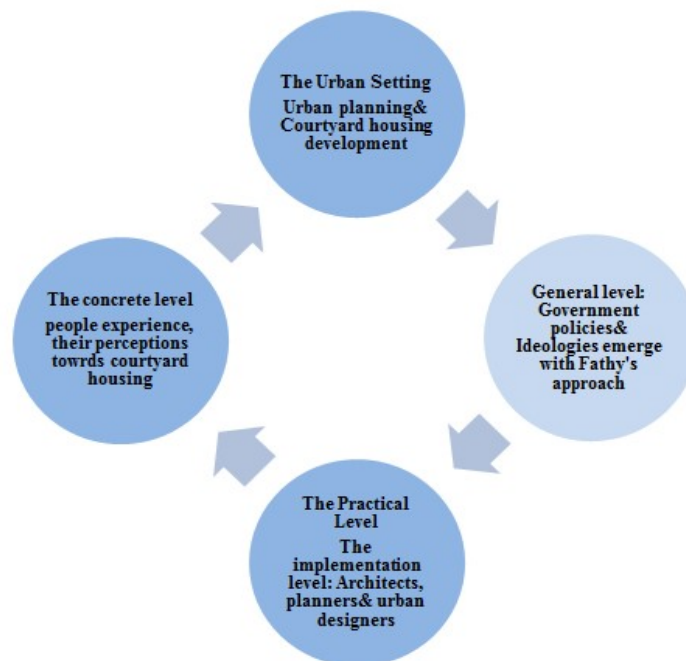 The Urban Setting
Urban planning&
Courtyard housing
development
General level:
Government
policies&
Ideologies emerge
with Fathy's
approach
The Practical
Level
The
implementation
level: Architects,
planners& urban
designers
The concrete level
people experience,
their perceptions
towrds courtyard
housing